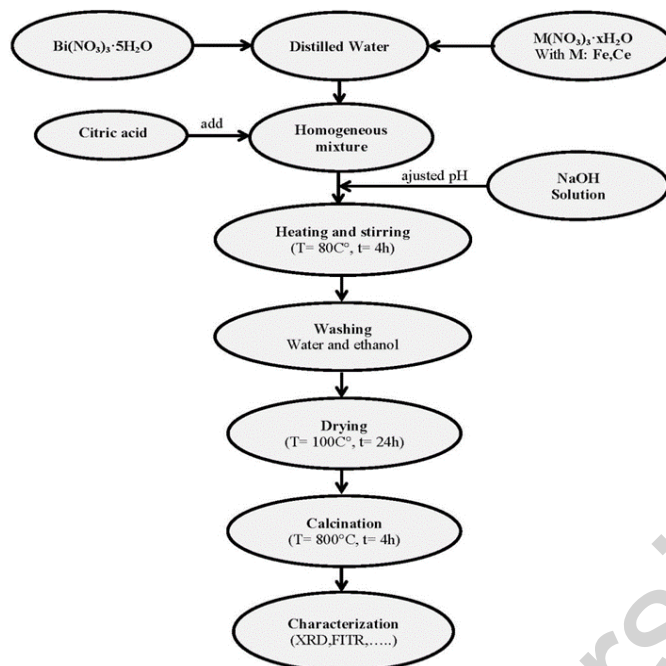 Bi(NO₃)₃·5H₂O
Distilled Water
M(NO₃)₃·xH₂O
With M: Fe,Ce
Citric acid
add
Homogeneous
mixture
ajusted pH
NaOH
Solution
Heating and stirring
(T= 80C°, t= 4h)
Washing
Water and ethanol
Drying
(T= 100C°, t= 24h)
Calcination
(T= 800°C, t= 4h)
Characterization
(XRD,FITR,…..)